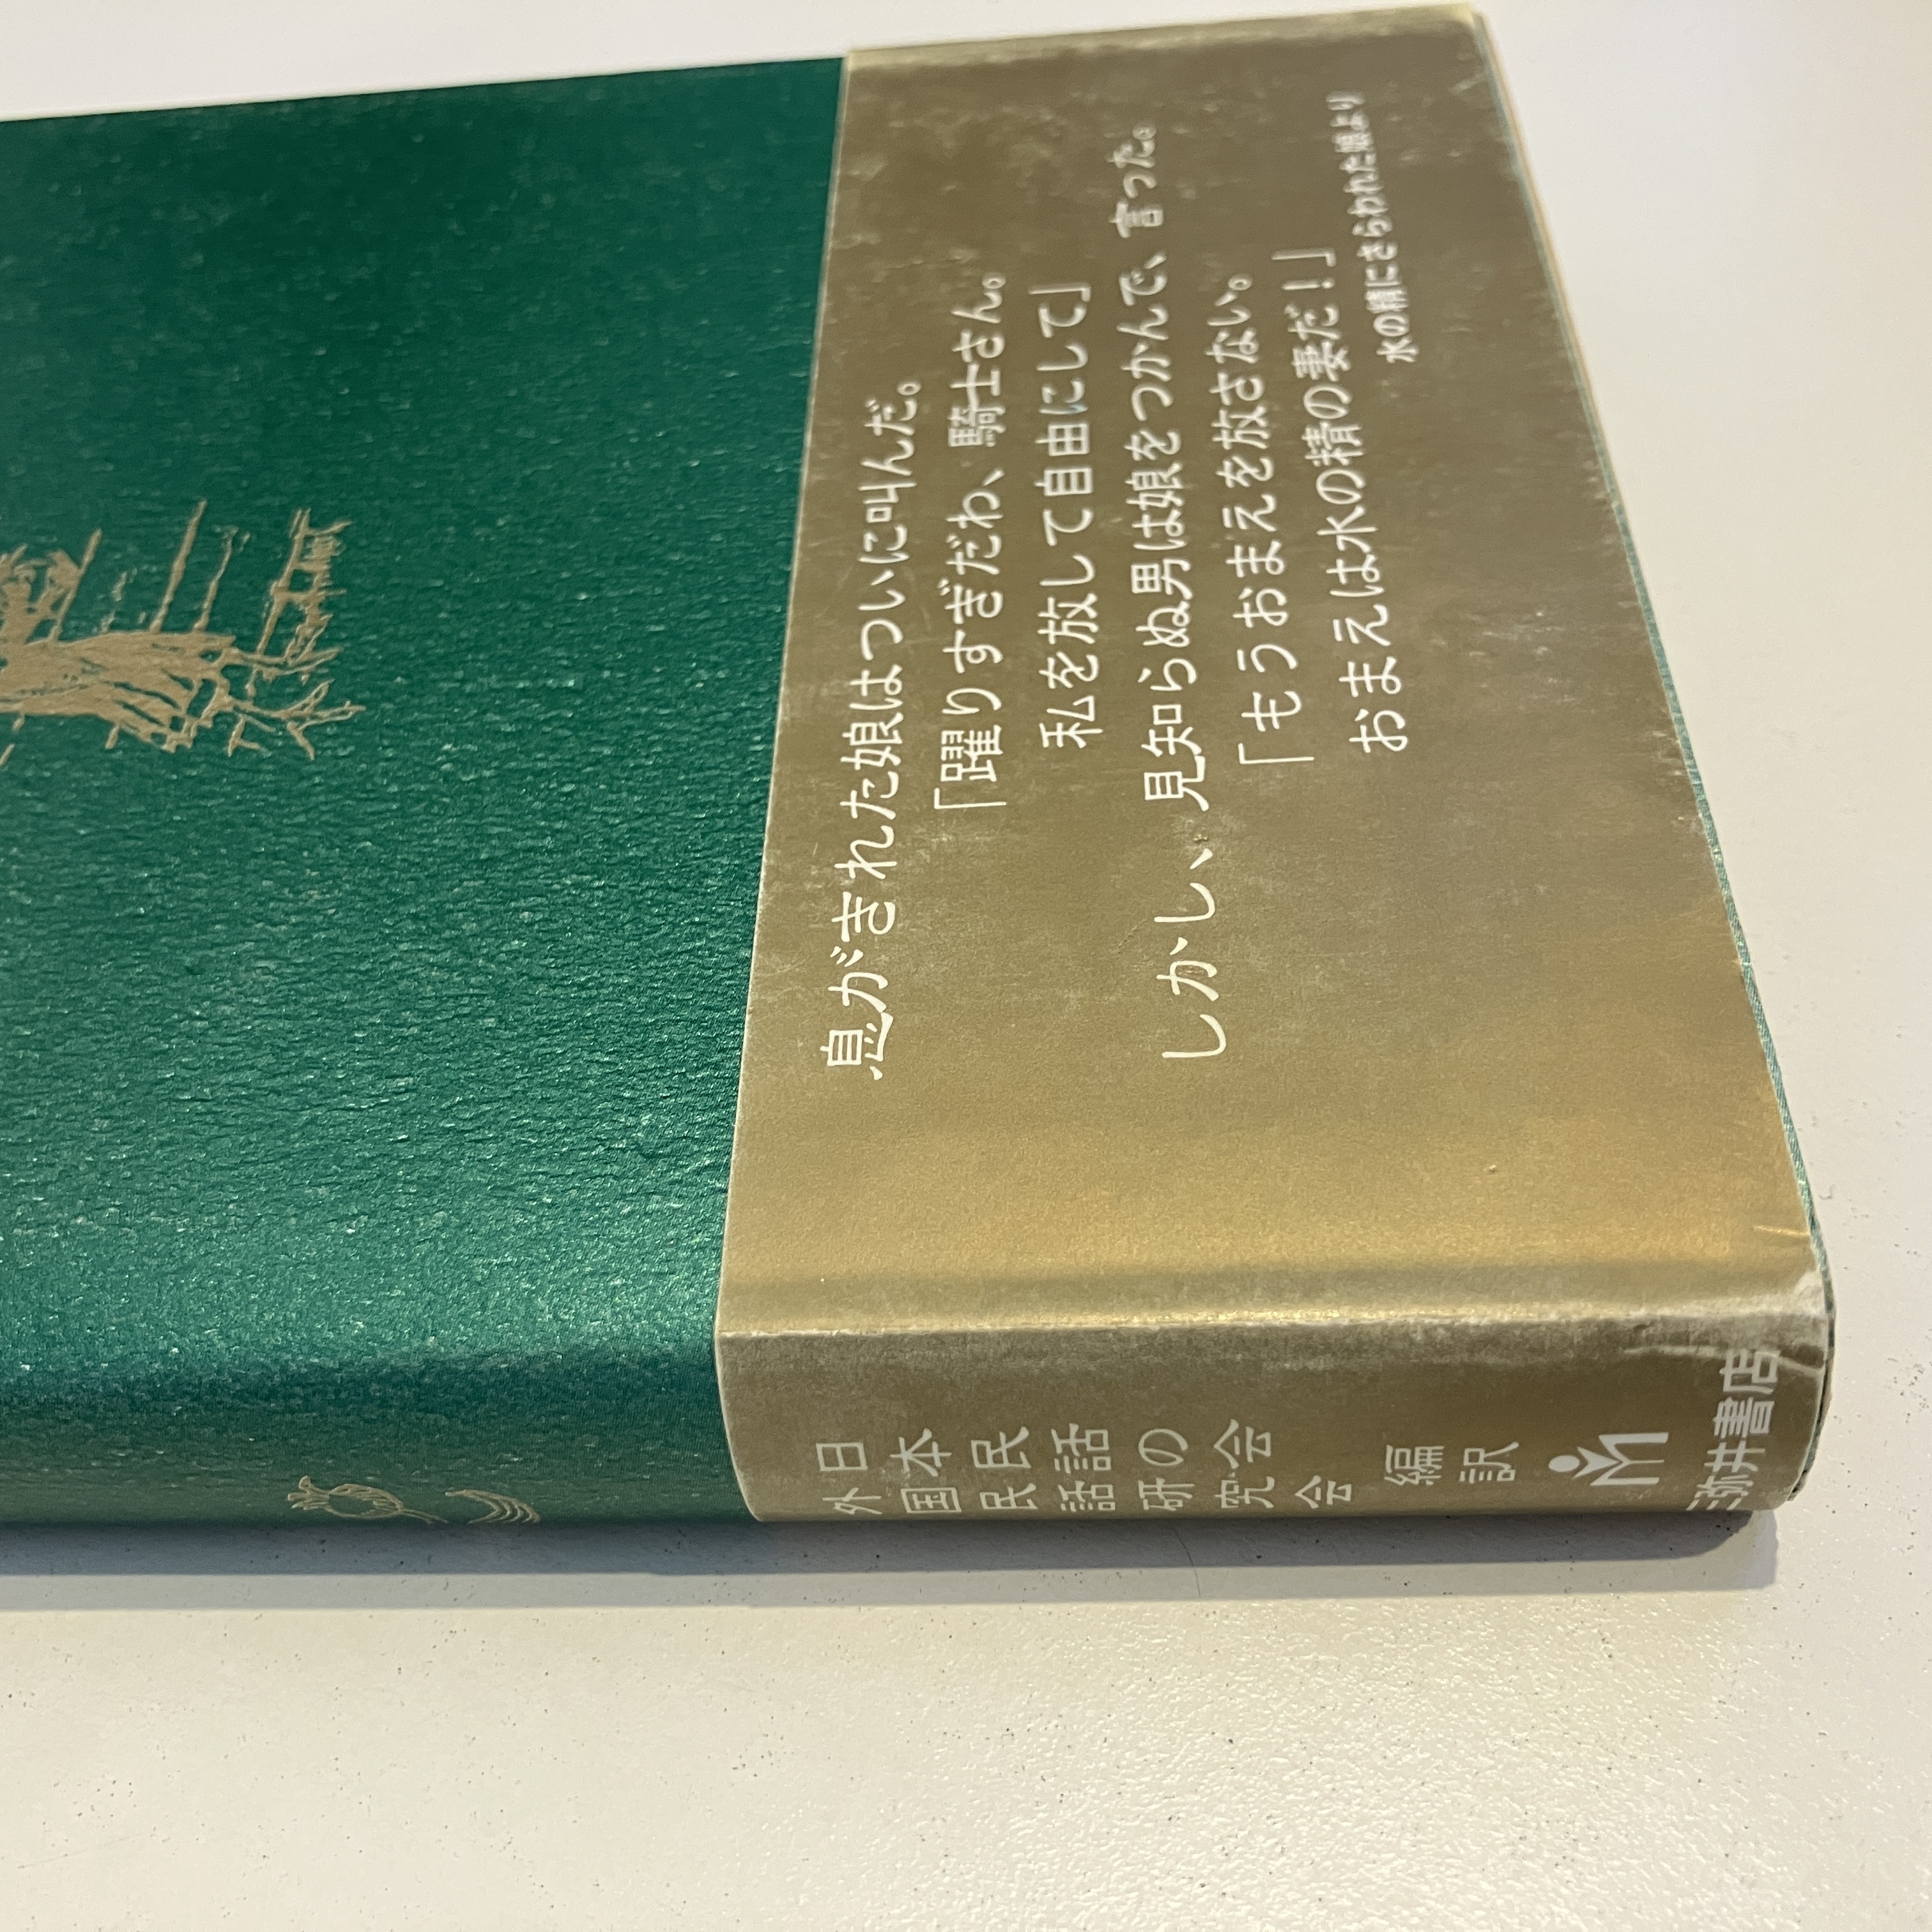 息がきれた娘はついに叫んだ。
「躍りすぎだわ、騎士さん。
私を放して自由にして」
しかし、見知らぬ男は娘をつかんで、言った。
「もうおまえを放さない。
おまえは水の精の妻だ！」
水の精にさらわれた娘より
日本民話の会
外国民話研究会
編訳
三弥井書店